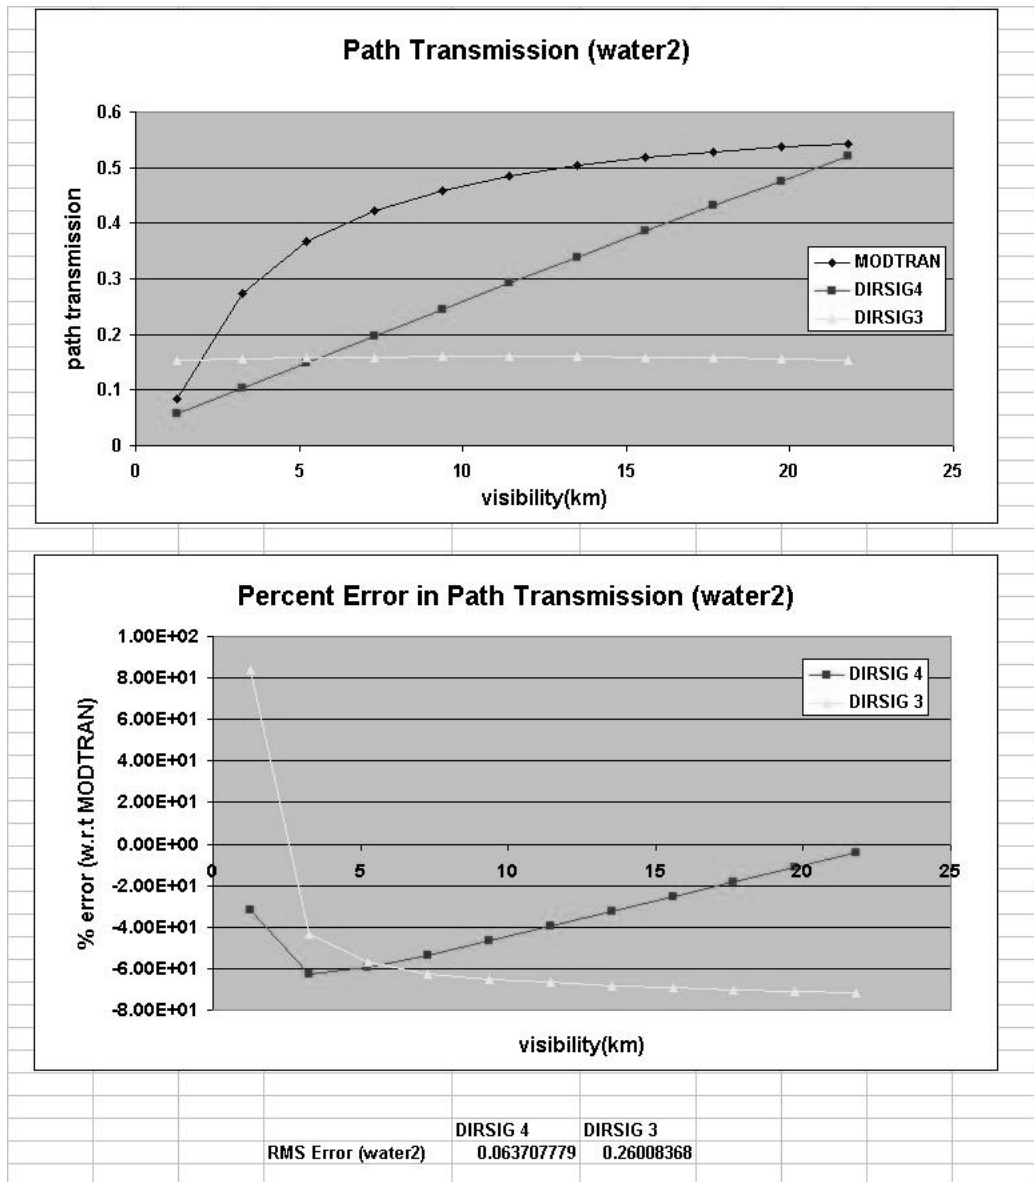 Path Transmission (water2)
0.6
0.5
0.4
0.3
0.2
0.1
0
path transmission
0 5 10 15 20 25
visibility(km)
MODTRAN
DIRSIG4
DIRSIG3
Percent Error in Path Transmission (water2)
1.00E+02
8.00E+01
6.00E+01
4.00E+01
2.00E+01
0.00E+00
-2.00E+01
-4.00E+01
-6.00E+01
-8.00E+01
% error (w.r.t MODTRAN)
0 5 10 15 20 25
visibility(km)
DIRSIG 4
DIRSIG 3
DIRSIG 4 DIRSIG 3
RMS Error (water2) 0.063707779 0.26008368